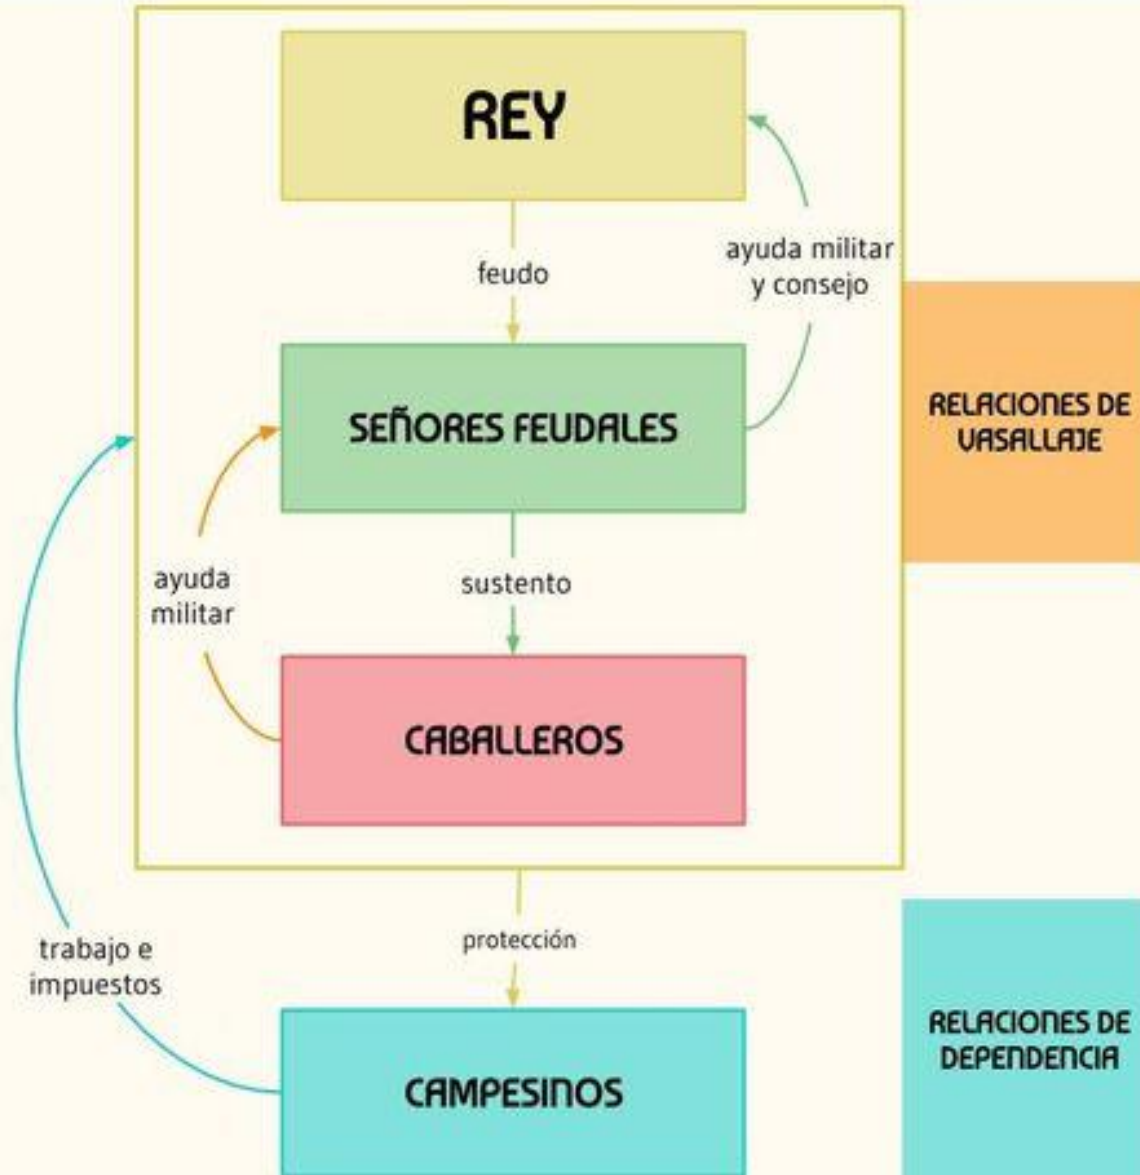 REY
ayuda militar
y consejo
feudo
SEÑORES FEUDALES
RELACIONES DE
VASALLAJE
ayuda
militar
sustento
CABALLEROS
trabajo e
impuestos
protección
CAMPESINOS
RELACIONES DE
DEPENDENCIA